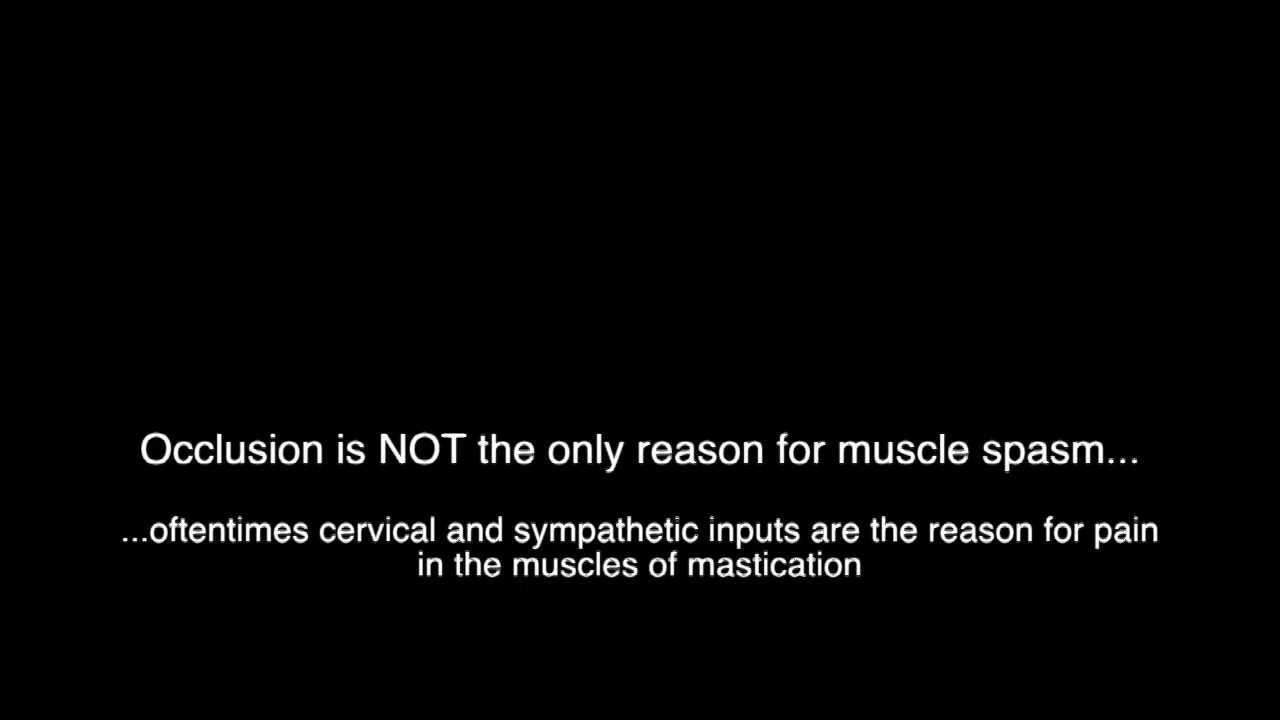 Occlusion is NOT the only reason for muscle spasm...
...oftentimes cervical and sympathetic inputs are the reason for pain
in the muscles of mastication